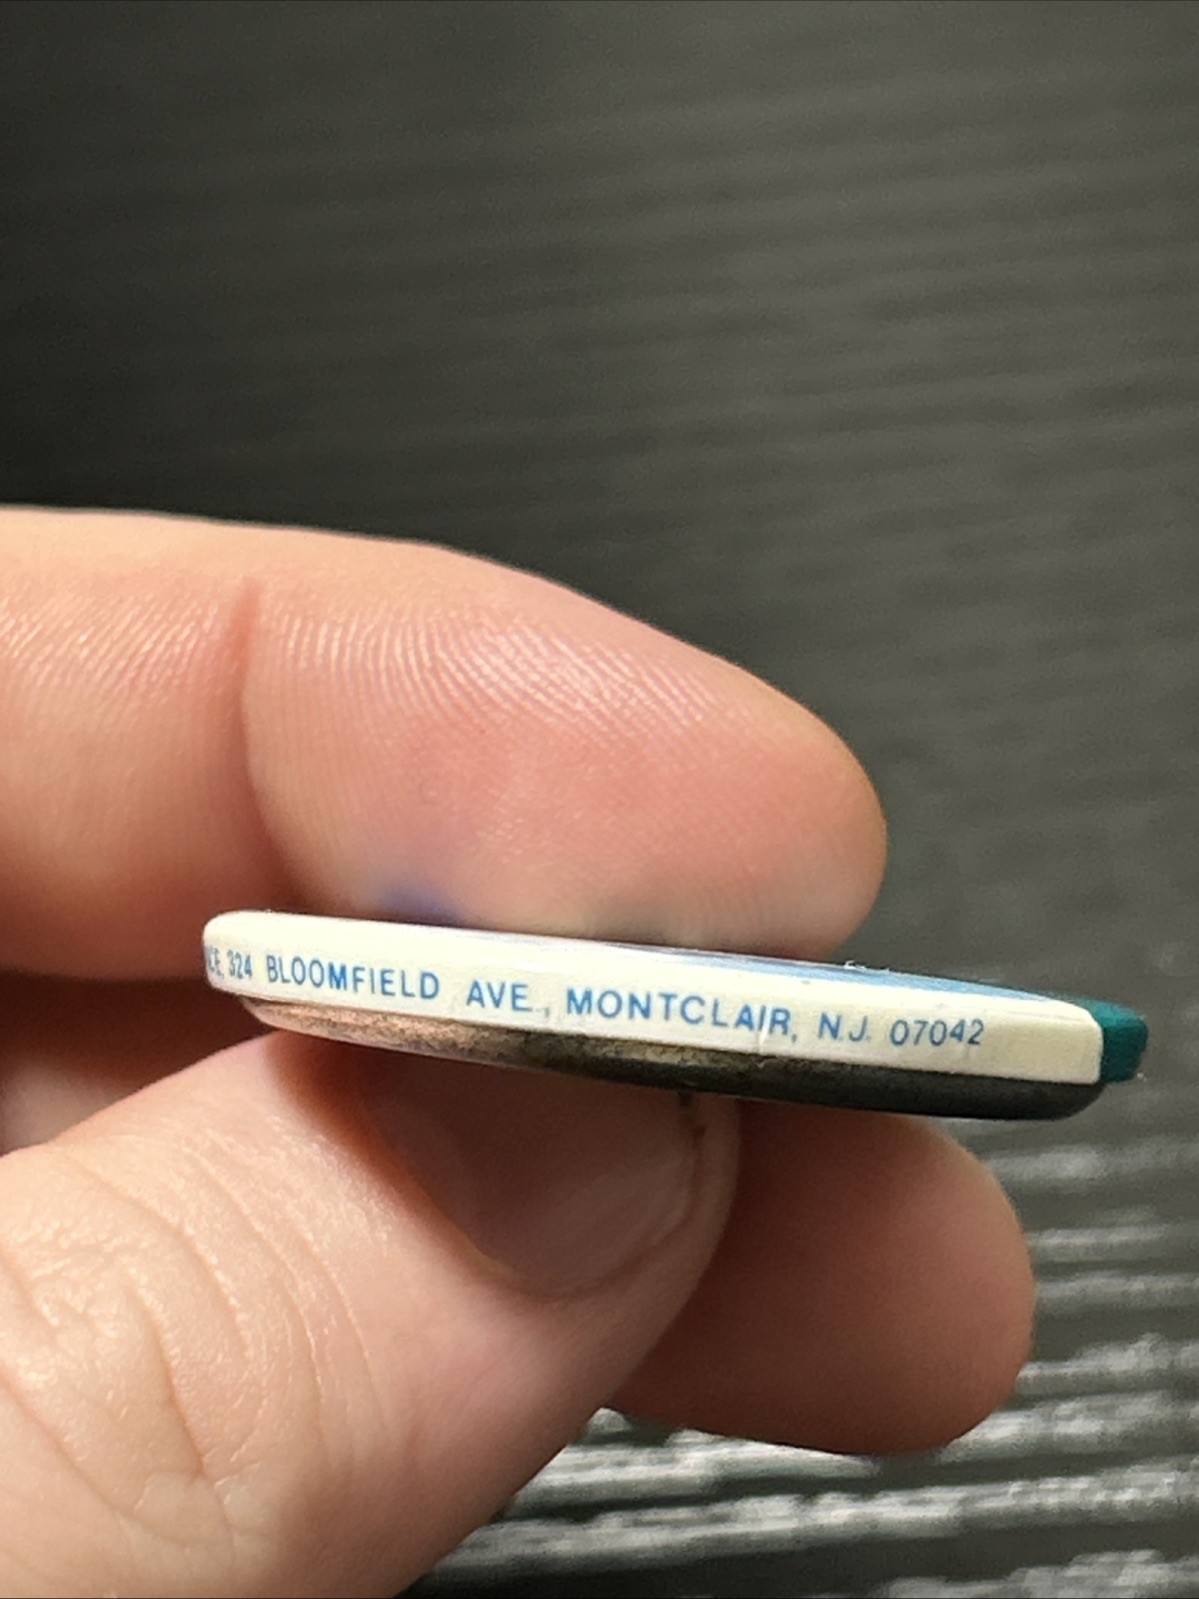 324 BLOOMFIELD AVE., MONTCLAIR, N.J. 07042